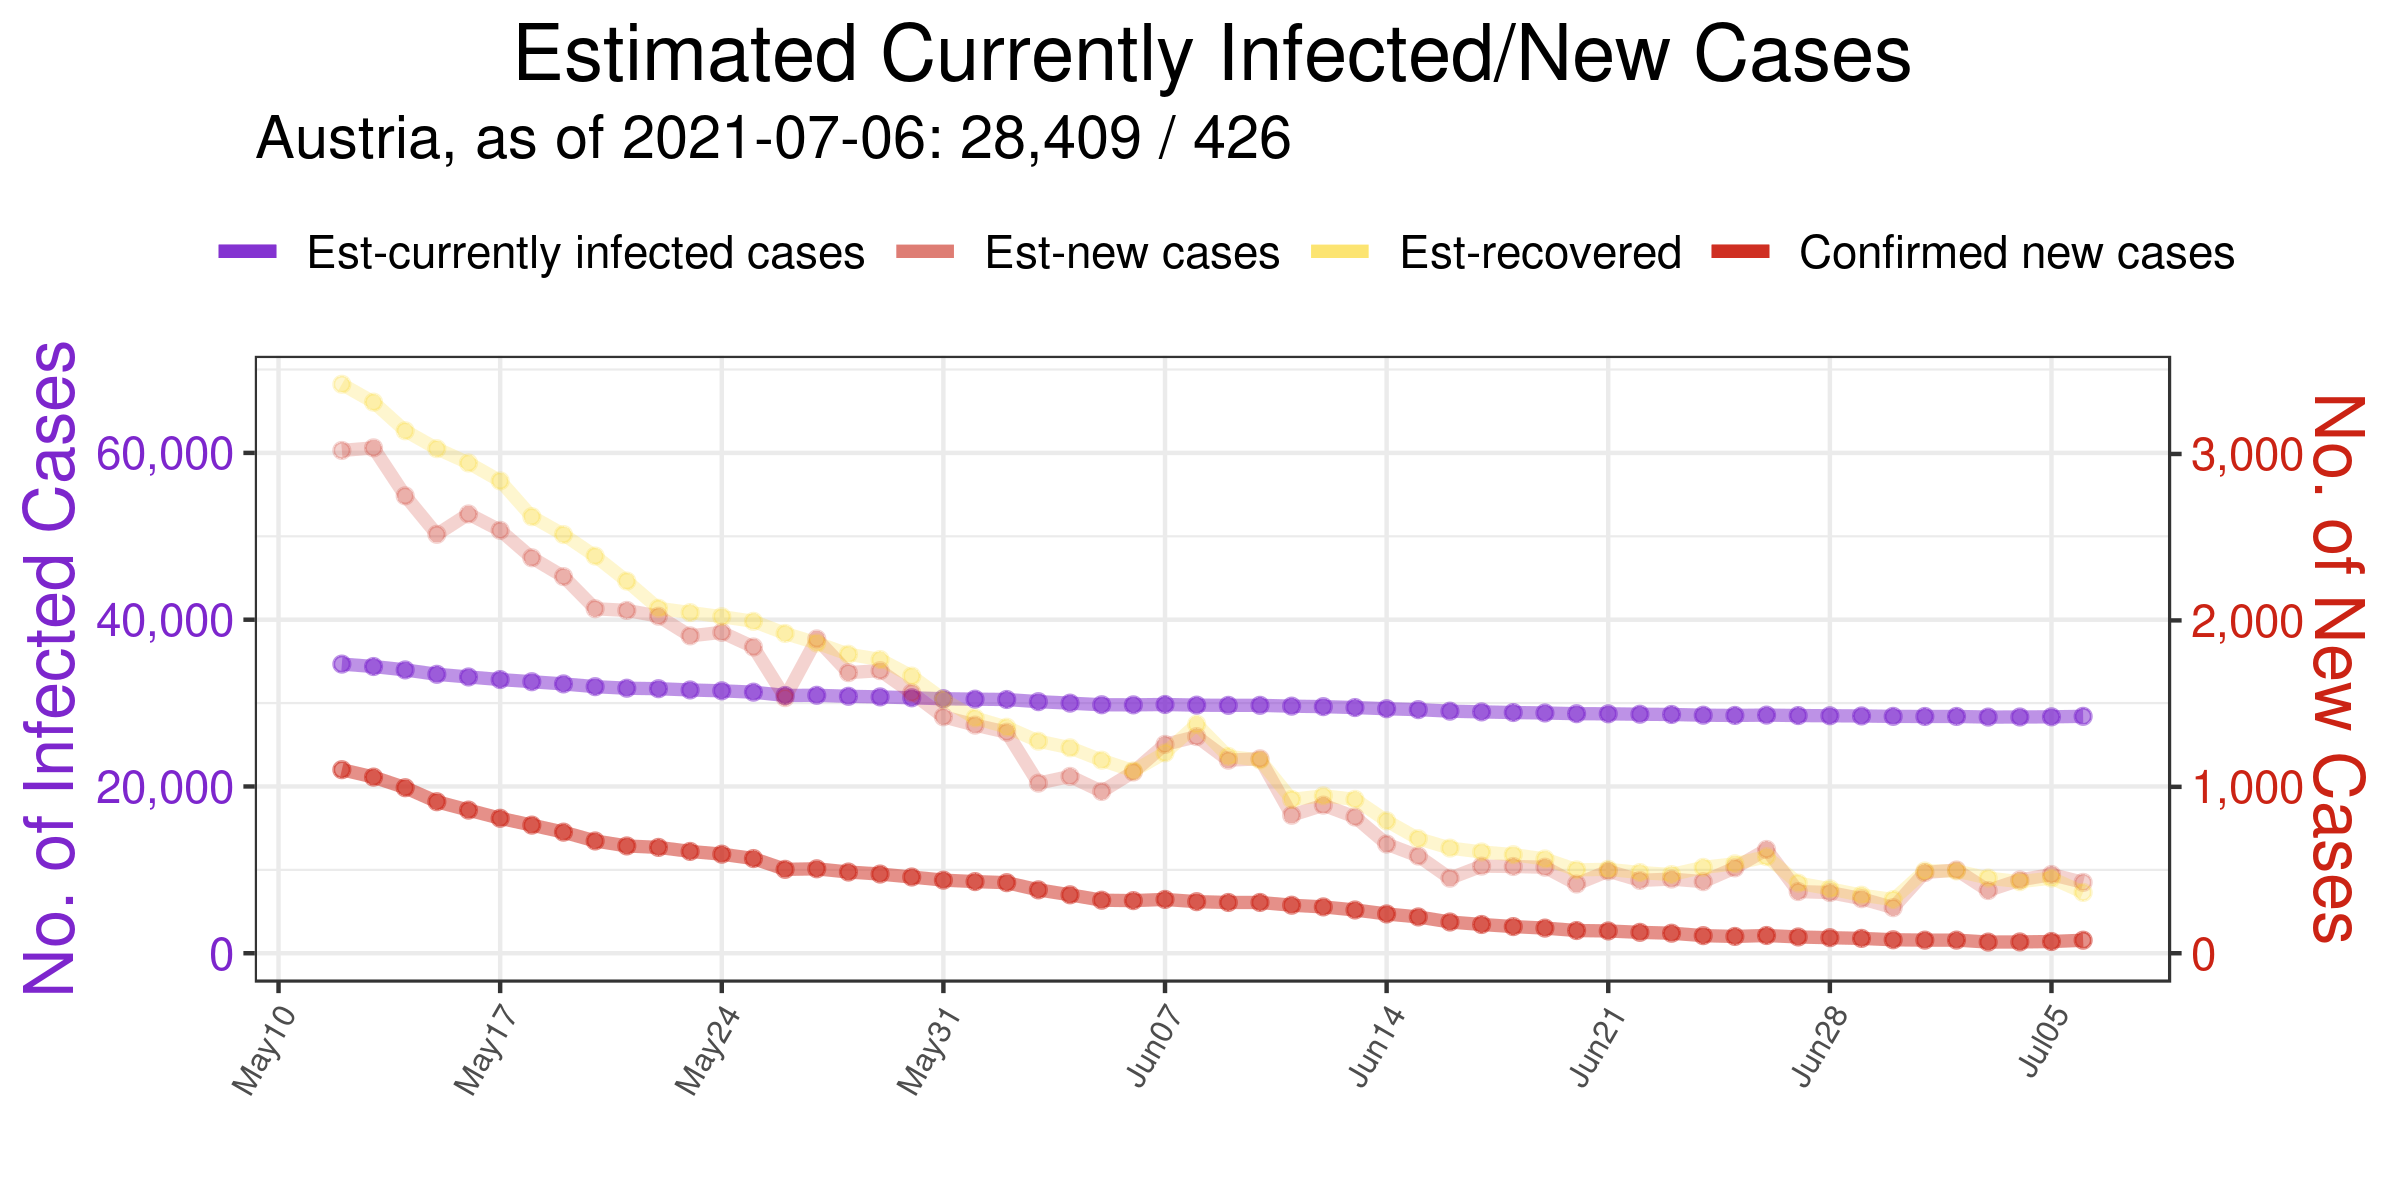 Estimated Currently Infected/New Cases
Austria, as of 2021-07-06: 28,409 / 426
Est-currently infected cases Est-new cases Est-recovered Confirmed new cases
No. of Infected Cases
60,000
40,000
20,000
0
3,000
2,000
1,000
0
No. of New Cases
May10 May17 May24 May31 Jun07 Jun14 Jun21 Jun28 Jul05